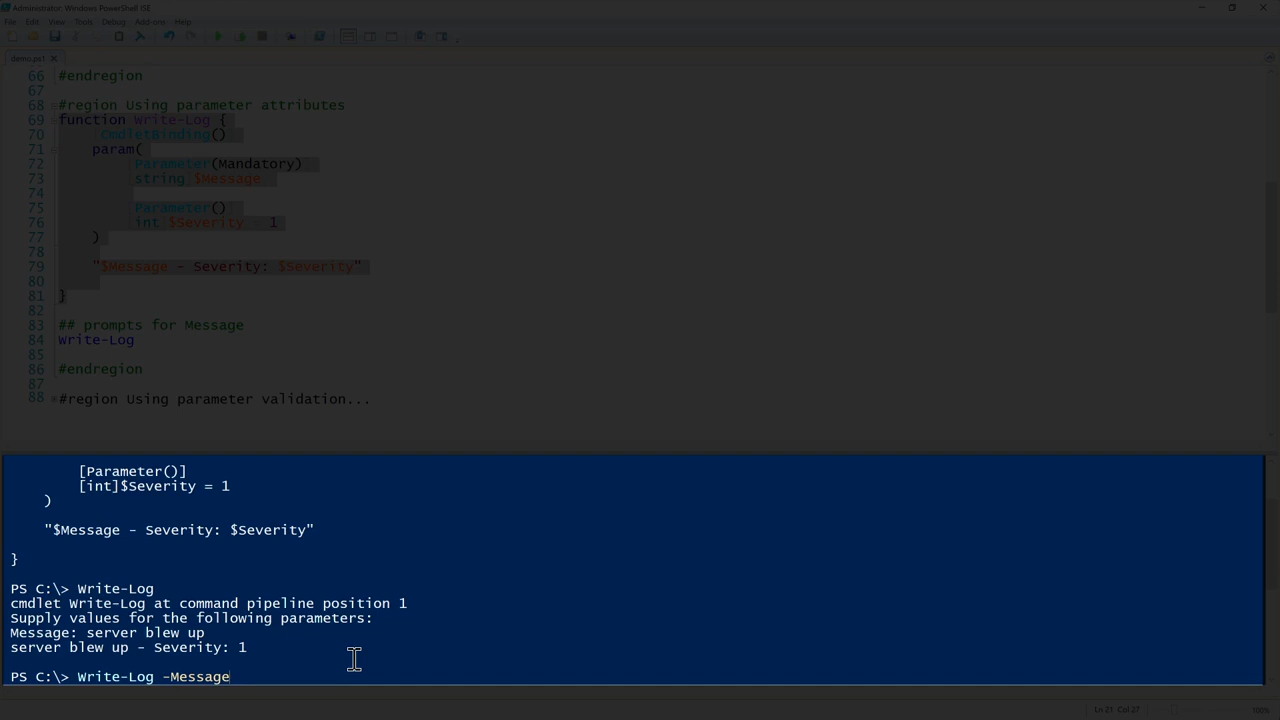 Administrator: Windows PowerShell ISE
File Edit View Tools Debug Add-ons Help
demo.ps1
66 #endregion
67
68 #region Using parameter attributes
69 function Write-Log {
70 CmdletBinding()
71 param(
72 Parameter(Mandatory)
73 string $Message
74
75 Parameter()
76 int $Severity 1
77 )
78
79 "$Message - Severity: $Severity"
80
81 }
82
83 ## prompts for Message
84 Write-Log
85
86 #endregion
87
88 #region Using parameter validation...
[Parameter()]
[int]$Severity = 1
)
"$Message - Severity: $Severity"
}
PS C:\> Write-Log
cmdlet Write-Log at command pipeline position 1
Supply values for the following parameters:
Message: server blew up
server blew up - Severity: 1
PS C:\> Write-Log -Message
Ln 21 Col 27
100%